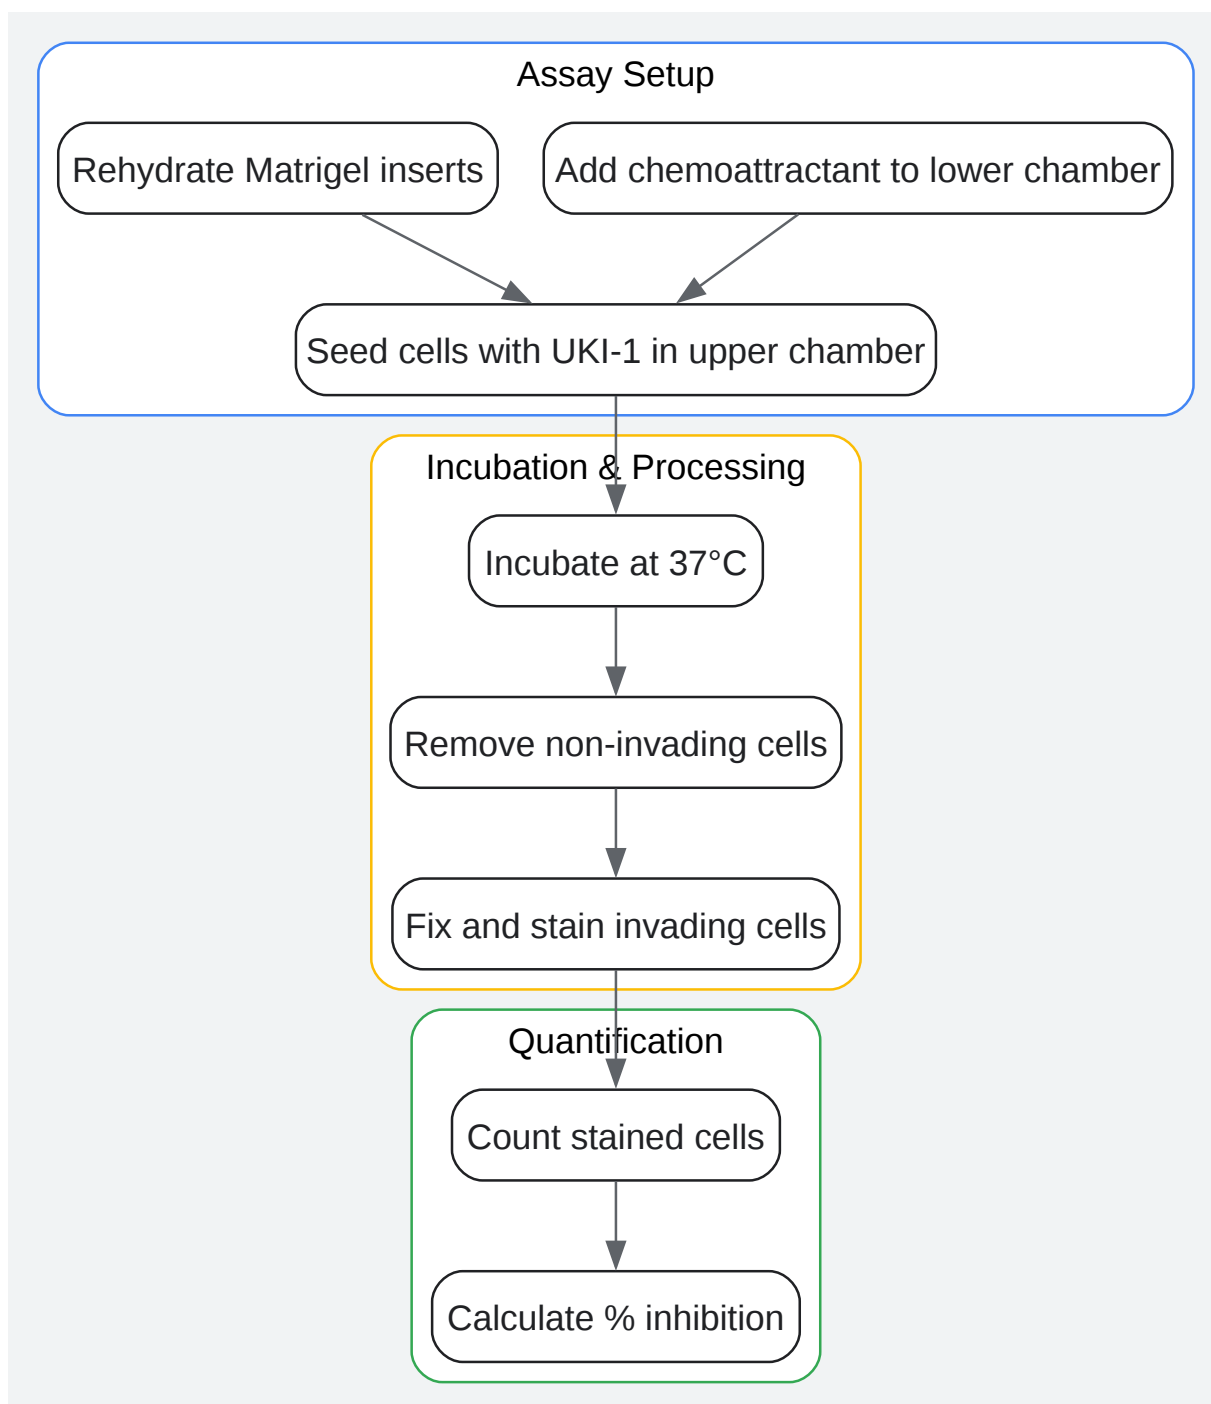 Assay Setup
Rehydrate Matrigel inserts
Add chemoattractant to lower chamber
Seed cells with UKI-1 in upper chamber
Incubation & Processing
Incubate at 37°C
Remove non-invading cells
Fix and stain invading cells
Quantification
Count stained cells
Calculate % inhibition